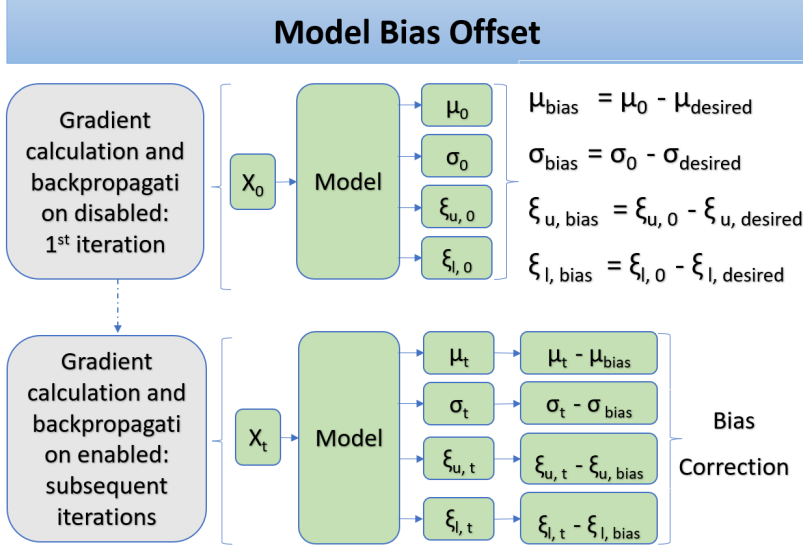 Model Bias Offset
Gradient
calculation and
backpropagati
on disabled:
1st iteration
X0
Model
μ0
σ0
ξu, 0
ξl, 0
μbias = μ0 - μdesired
σbias = σ0 - σdesired
ξu, bias = ξu, 0 - ξu, desired
ξl, bias = ξl, 0 - ξl, desired
Gradient
calculation and
backpropagati
on enabled:
subsequent
iterations
Xt
Model
μt
σt
ξu, t
ξl, t
μt - μbias
σt - σbias
ξu, t - ξu, bias
ξl, t - ξl, bias
Bias
Correction